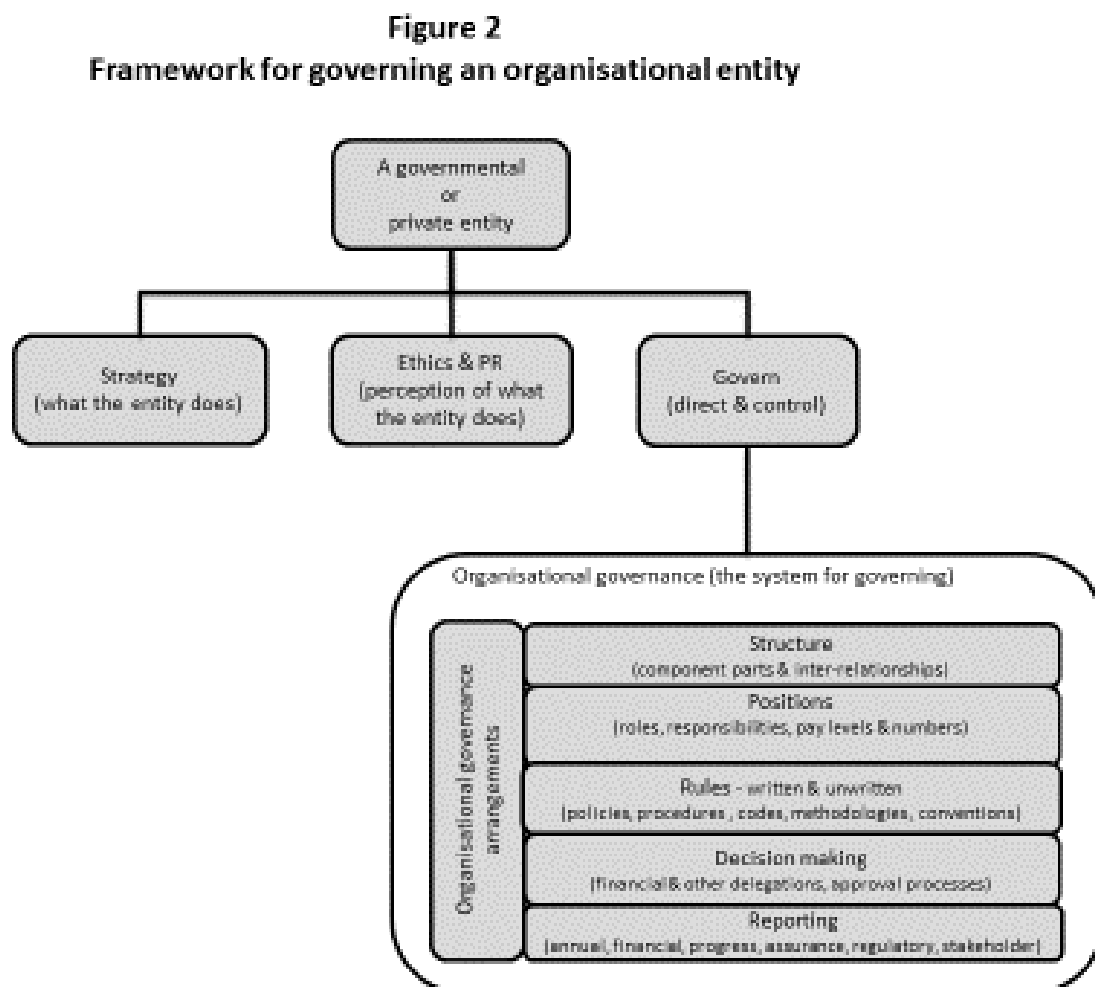 Figure 2
Framework for governing an organisational entity
A governmental
or
private entity
Strategy
(what the entity does)
Ethics & PR
(perception of what
the entity does)
Govern
(direct & control)
Organisational governance (the system for governing)
Organisational governance
arrangements
Structure
(component parts & inter-relationships)
Positions
(roles, responsibilities, pay levels & numbers)
Rules - written & unwritten
(policies, procedures , codes, methodologies, conventions)
Decision making
(financial & other delegations, approval processes)
Reporting
(annual, financial, progress, assurance, regulatory, stakeholder)